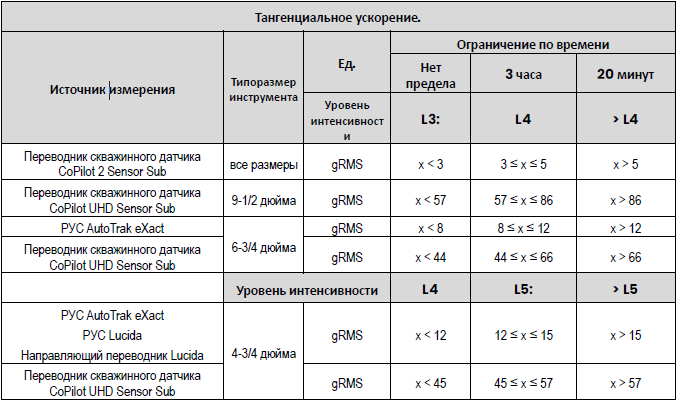 Тангенциальное ускорение.
Источник измерения
Типоразмер
инструмента
Ед.
Ограничение по времени
Нет
предела
3 часа
20 минут
Уровень
интенсивност
и
L3:
L4
> L4
Переводник скважинного датчика
CoPilot 2 Sensor Sub
все размеры
gRMS
x < 3
3 ≤ x ≤ 5
x > 5
Переводник скважинного датчика
CoPilot UHD Sensor Sub
9-1/2 дюйма
gRMS
x < 57
57 ≤ x ≤ 86
x > 86
РУС AutoTrak eXact
6-3/4 дюйма
gRMS
x < 8
8 ≤ x ≤ 12
x > 12
Переводник скважинного датчика
CoPilot UHD Sensor Sub
gRMS
x < 44
44 ≤ x ≤ 66
x > 66
Уровень интенсивности
L4
L5:
> L5
РУС AutoTrak eXact
РУС Lucida
Направляющий переводник Lucida
4-3/4 дюйма
gRMS
x < 12
12 ≤ x ≤ 15
x > 15
Переводник скважинного датчика
CoPilot UHD Sensor Sub
gRMS
x < 45
45 ≤ x ≤ 57
x > 57